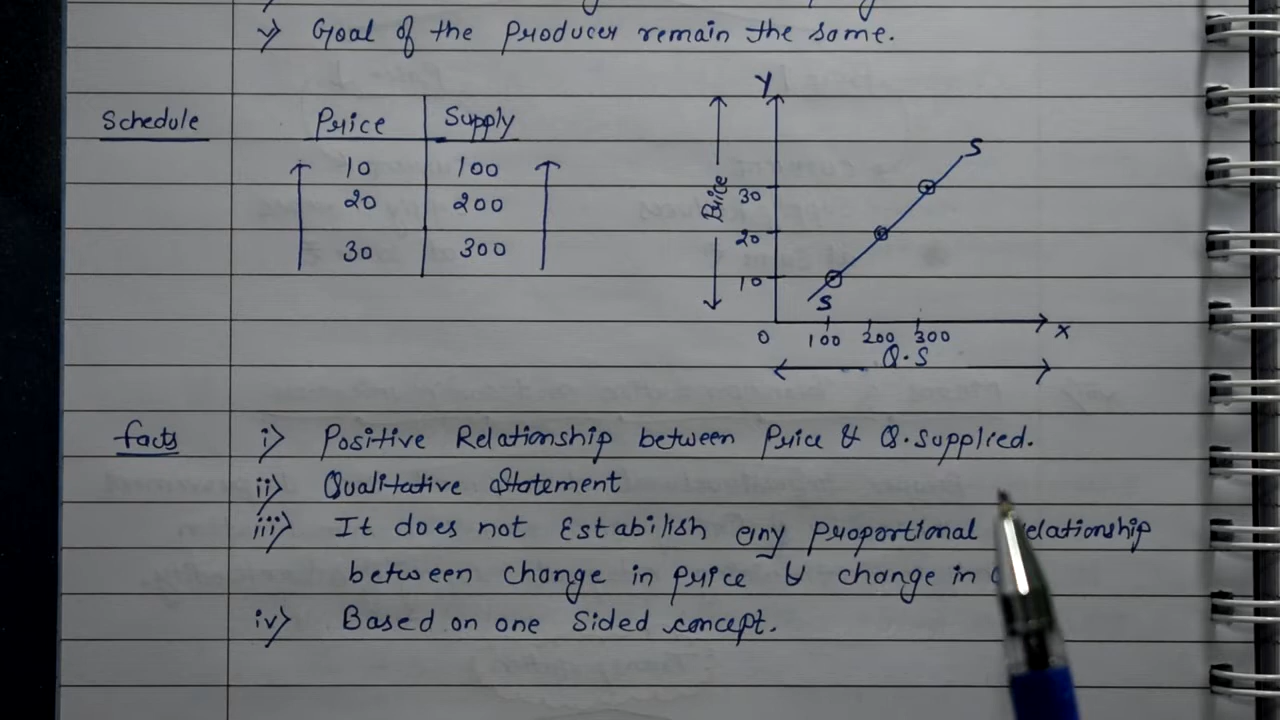 v) Goal of the Producer remain the same.
Schedule
Price Supply
10 100
20 200
30 300
Y
Price
30
20
10
S
S
0 100 200 300 X
Q.S
facts
i) Positive Relationship between Price & Q.supplied.
ii) Qualitative Statement
iii) It does not Estabilish any proportional elationship
between change in price & change in
iv) Based on one Sided concept.